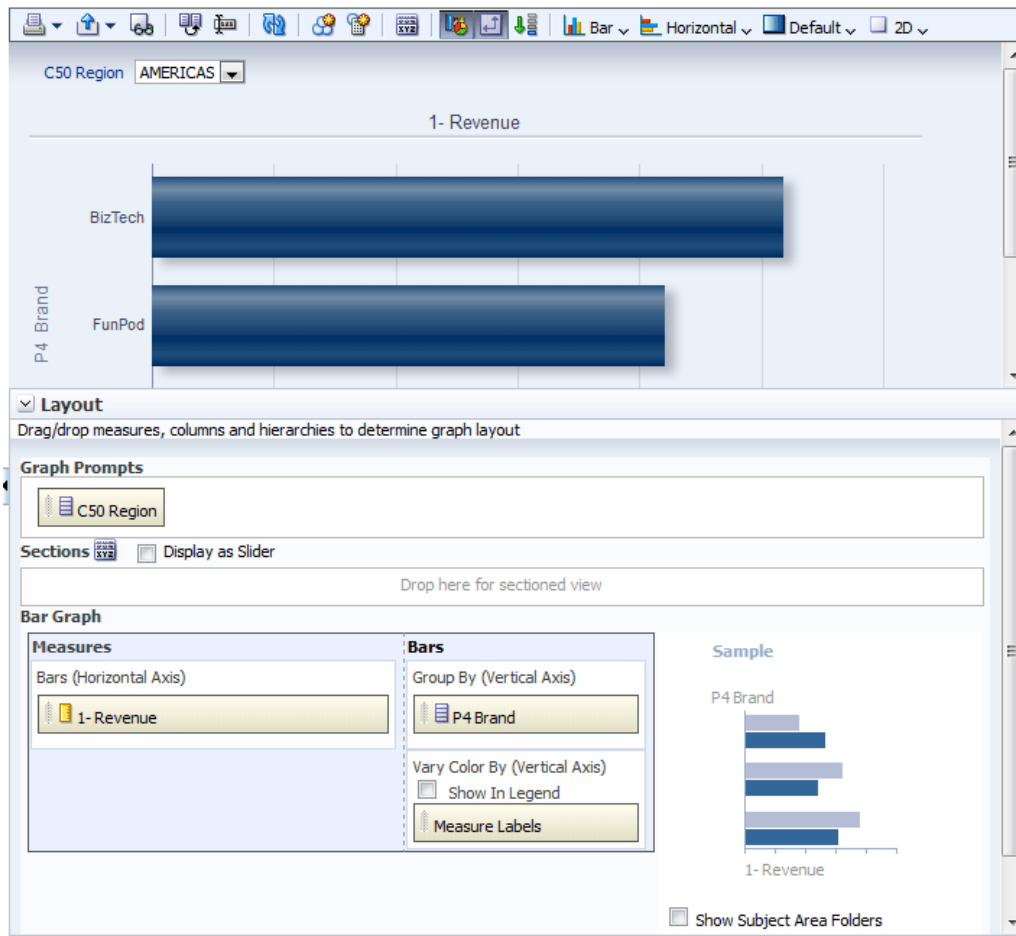 Bar Horizontal Default 2D
C50 Region AMERICAS
1- Revenue
BizTech
FunPod
P4 Brand
Layout
Drag/drop measures, columns and hierarchies to determine graph layout
Graph Prompts
C50 Region
Sections Display as Slider
Drop here for sectioned view
Bar Graph
Measures
Bars (Horizontal Axis)
1- Revenue
Bars
Group By (Vertical Axis)
P4 Brand
Vary Color By (Vertical Axis)
Show In Legend
Measure Labels
Sample
P4 Brand
1- Revenue
Show Subject Area Folders